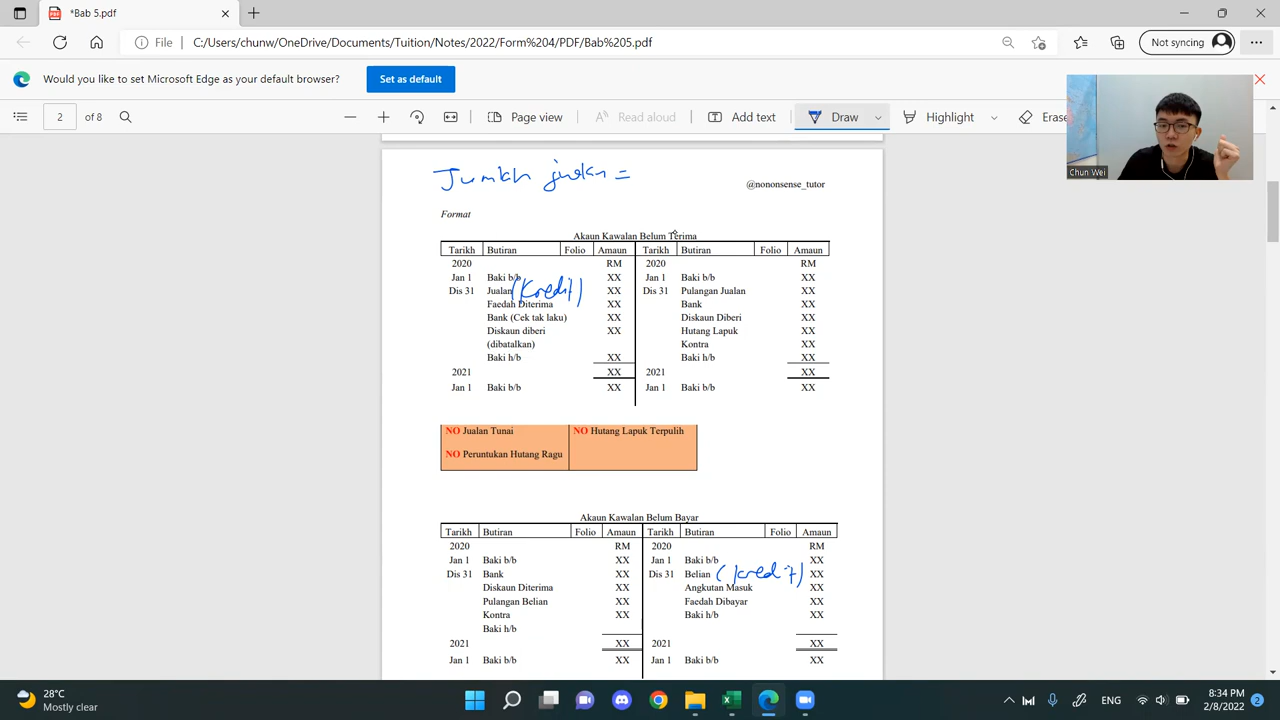 *Bab 5.pdf
File C:/Users/chunw/OneDrive/Documents/Tuition/Notes/2022/Form%204/PDF/Bab%205.pdf Not syncing
Would you like to set Microsoft Edge as your default browser? Set as default
2 of 8 Page view Read aloud Add text Draw Highlight Erase
Chun Wei
Jumlah jualan =
@nononsense_tutor
Format
Akaun Kawalan Belum Terima
Tarikh Butiran Folio Amaun Tarikh Butiran Folio Amaun
2020 RM 2020 RM
Jan 1 Baki b/b XX Jan 1 Baki b/b XX
Dis 31 Jualan (Kredit) XX Dis 31 Pulangan Jualan XX
Faedah Diterima XX Bank XX
Bank (Cek tak laku) XX Diskaun Diberi XX
Diskaun diberi XX Hutang Lapuk XX
(dibatalkan) Kontra XX
Baki h/b XX Baki h/b XX
2021 XX 2021 XX
Jan 1 Baki b/b XX Jan 1 Baki b/b XX
NO Jualan Tunai NO Hutang Lapuk Terpulih
NO Peruntukan Hutang Ragu
Akaun Kawalan Belum Bayar
Tarikh Butiran Folio Amaun Tarikh Butiran Folio Amaun
2020 RM 2020 RM
Jan 1 Baki b/b XX Jan 1 Baki b/b XX
Dis 31 Bank XX Dis 31 Belian (kredit) XX
Diskaun Diterima XX Angkutan Masuk XX
Pulangan Belian XX Faedah Dibayar XX
Kontra XX Baki h/b XX
Baki h/b
2021 XX 2021 XX
Jan 1 Baki b/b XX Jan 1 Baki b/b XX
28°C
Mostly clear
8:34 PM
2/8/2022 2